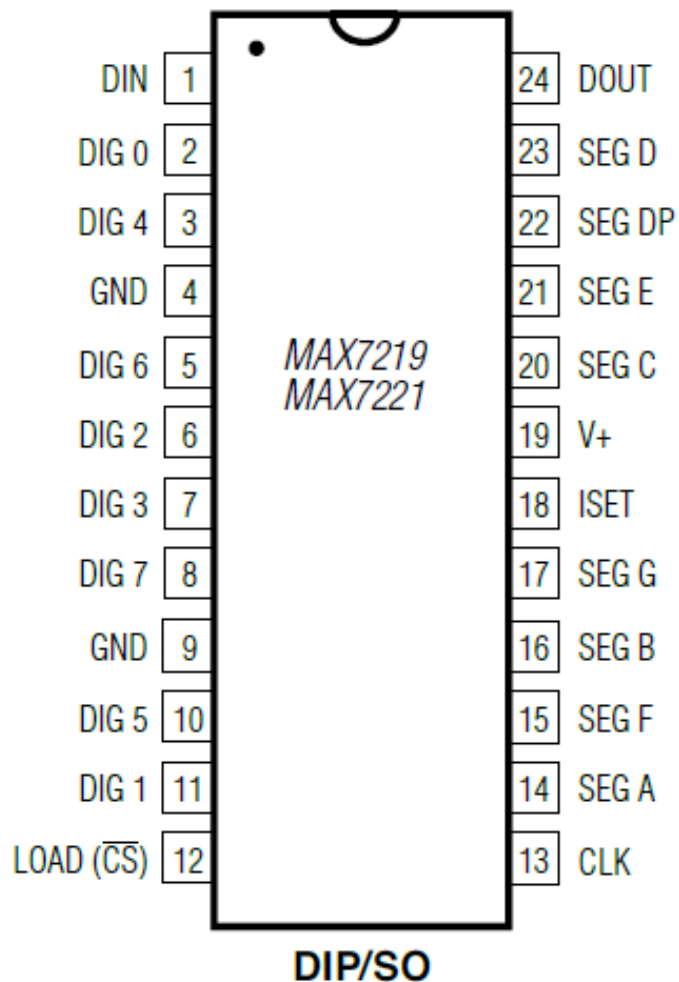 DIN 1 24 DOUT
DIG 0 2 23 SEG D
DIG 4 3 22 SEG DP
GND 4 21 SEG E
DIG 6 5 MAX7219 20 SEG C
MAX7221
DIG 2 6 19 V+
DIG 3 7 18 ISET
DIG 7 8 17 SEG G
GND 9 16 SEG B
DIG 5 10 15 SEG F
DIG 1 11 14 SEG A
LOAD (C̅S̅) 12 13 CLK
DIP/SO